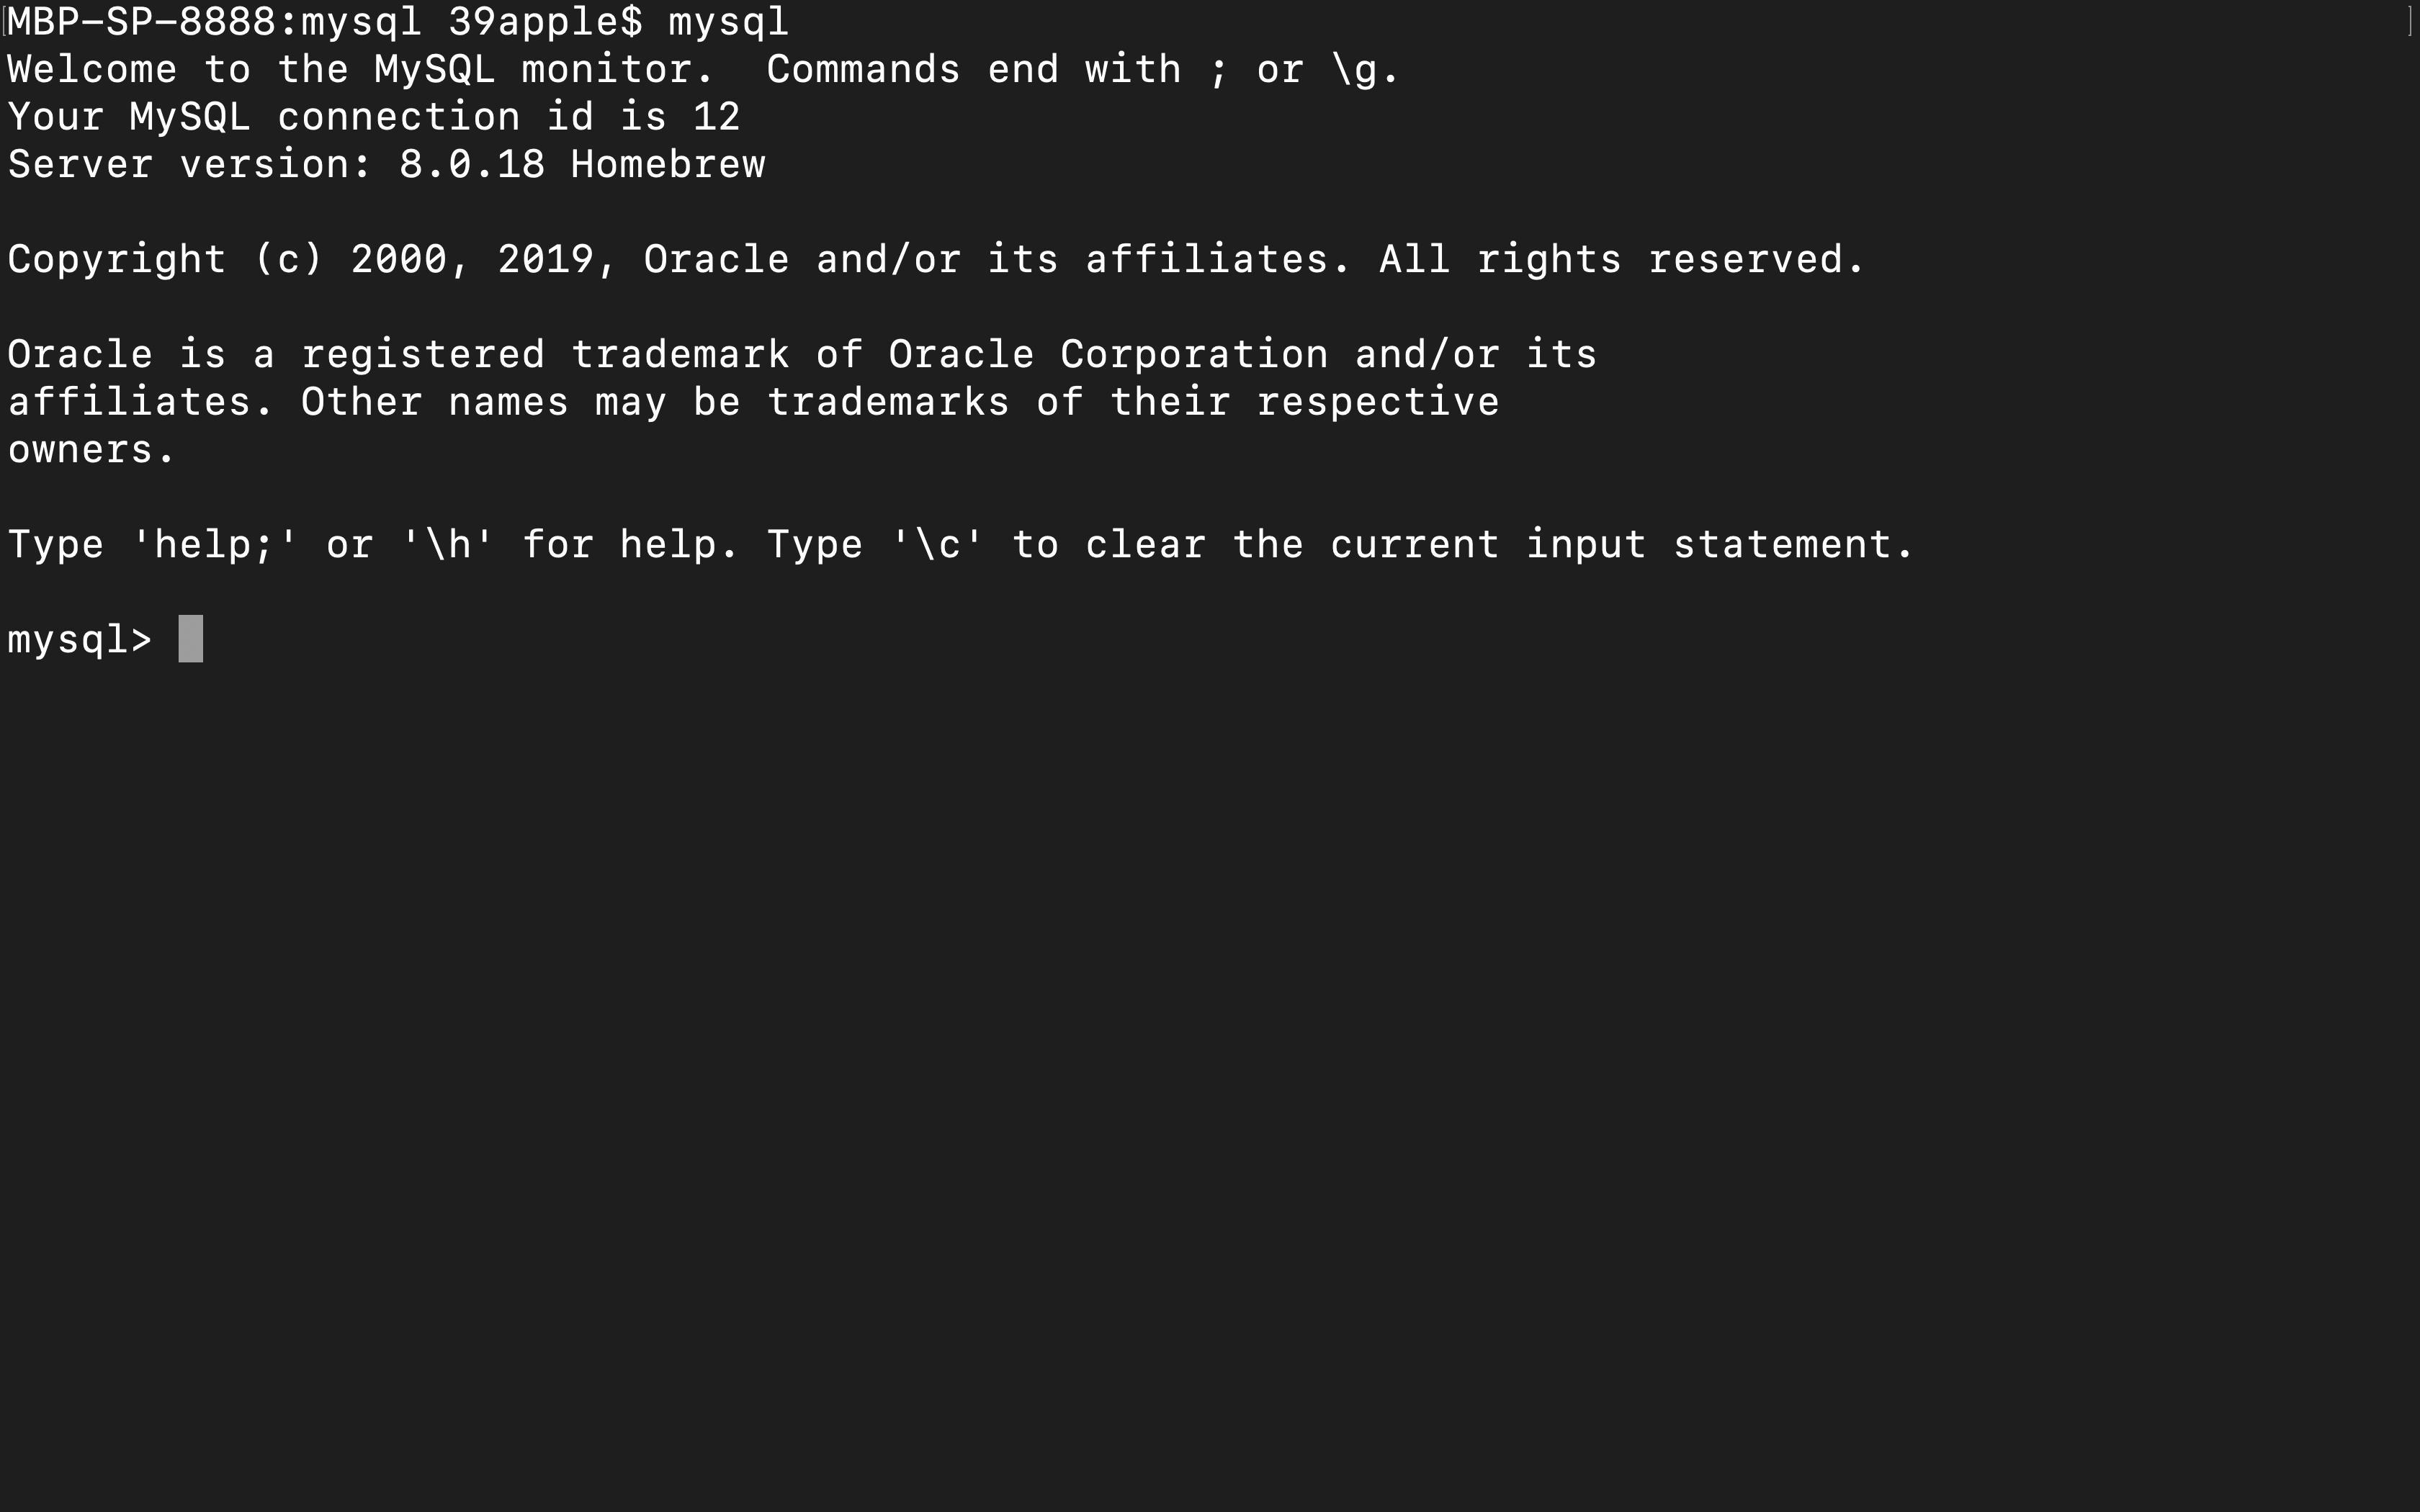 [MBP-SP-8888:mysql 39apple$ mysql ]
Welcome to the MySQL monitor.  Commands end with ; or \g.
Your MySQL connection id is 12
Server version: 8.0.18 Homebrew
Copyright (c) 2000, 2019, Oracle and/or its affiliates. All rights reserved.
Oracle is a registered trademark of Oracle Corporation and/or its
affiliates. Other names may be trademarks of their respective
owners.
Type 'help;' or '\h' for help. Type '\c' to clear the current input statement.
mysql>